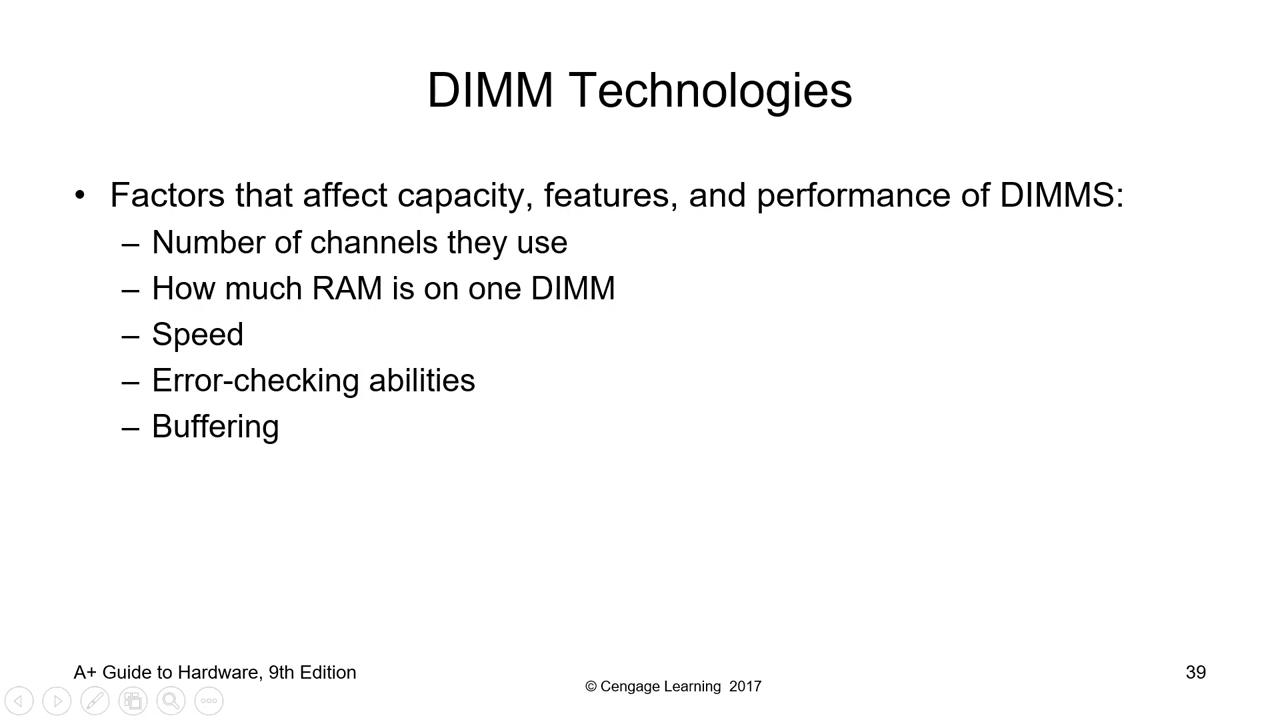 DIMM Technologies
• Factors that affect capacity, features, and performance of DIMMS:
– Number of channels they use
– How much RAM is on one DIMM
– Speed
– Error-checking abilities
– Buffering
A+ Guide to Hardware, 9th Edition
© Cengage Learning 2017
39